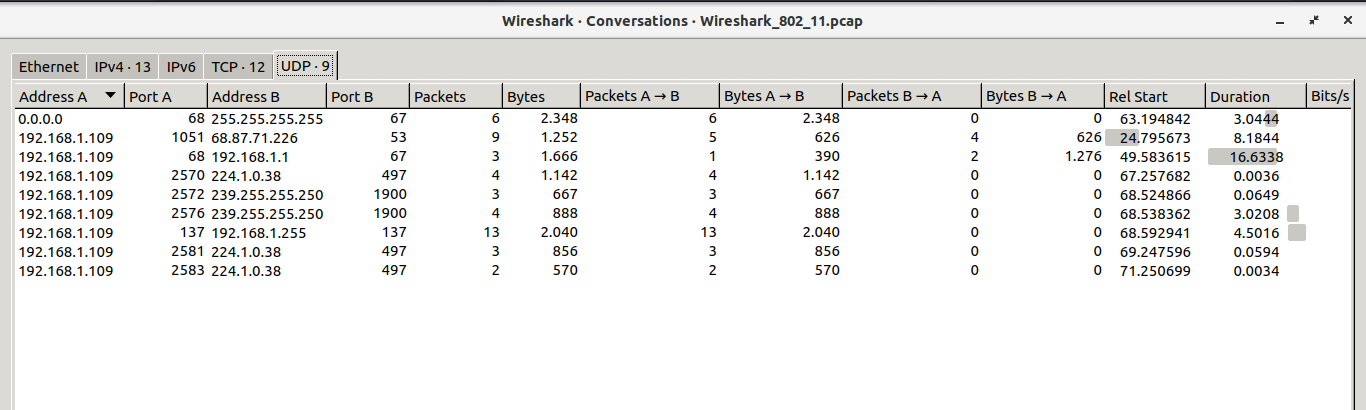 Wireshark · Conversations · Wireshark_802_11.pcap
Ethernet IPv4 · 13 IPv6 TCP · 12 UDP · 9
Address A Port A Address B Port B Packets Bytes Packets A → B Bytes A → B Packets B → A Bytes B → A Rel Start Duration Bits/s
0.0.0.0 68 255.255.255.255 67 6 2.348 6 2.348 0 0 63.194842 3.0444
192.168.1.109 1051 68.87.71.226 53 9 1.252 5 626 4 626 24.795673 8.1844
192.168.1.109 68 192.168.1.1 67 3 1.666 1 390 2 1.276 49.583615 16.6338
192.168.1.109 2570 224.1.0.38 497 4 1.142 4 1.142 0 0 67.257682 0.0036
192.168.1.109 2572 239.255.255.250 1900 3 667 3 667 0 0 68.524866 0.0649
192.168.1.109 2576 239.255.255.250 1900 4 888 4 888 0 0 68.538362 3.0208
192.168.1.109 137 192.168.1.255 137 13 2.040 13 2.040 0 0 68.592941 4.5016
192.168.1.109 2581 224.1.0.38 497 3 856 3 856 0 0 69.247596 0.0594
192.168.1.109 2583 224.1.0.38 497 2 570 2 570 0 0 71.250699 0.0034